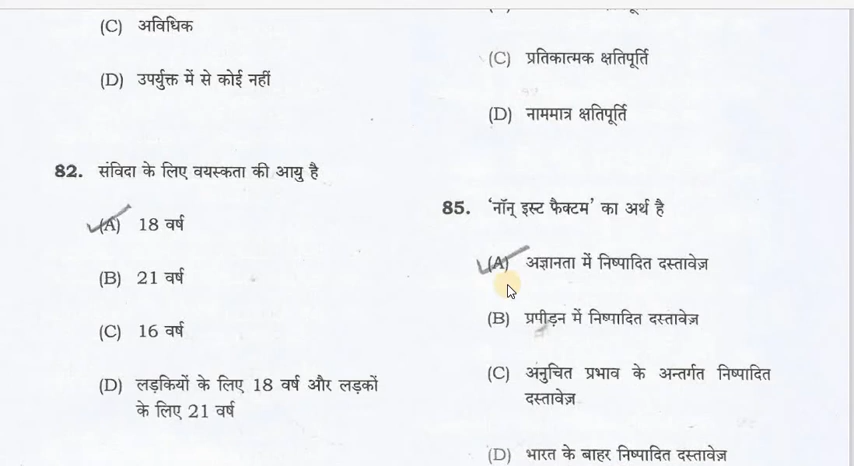 (C) अविधिक
(D) उपर्युक्त में से कोई नहीं
82. संविदा के लिए वयस्कता की आयु है
(A) 18 वर्ष
(B) 21 वर्ष
(C) 16 वर्ष
(D) लड़कियों के लिए 18 वर्ष और लड़कों
के लिए 21 वर्ष
(C) प्रतिकात्मक क्षतिपूर्ति
(D) नाममात्र क्षतिपूर्ति
85. ‘नॉन् इस्ट फैक्टम’ का अर्थ है
(A) अज्ञानता में निष्पादित दस्तावेज़
(B) प्रपीड़न में निष्पादित दस्तावेज़
(C) अनुचित प्रभाव के अन्तर्गत निष्पादित
दस्तावेज़
(D) भारत के बाहर निष्पादित दस्तावेज़